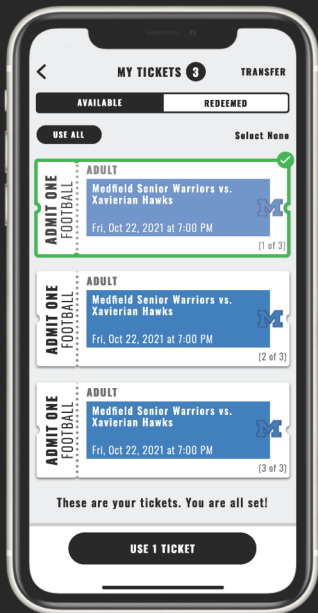 MY TICKETS 3 TRANSFER
AVAILABLE REDEEMED
USE ALL Select None
ADMIT ONE
FOOTBALL
ADULT
Medfield Senior Warriors vs.
Xavierian Hawks
M
Fri, Oct 22, 2021 at 7:00 PM
(1 of 3)
ADMIT ONE
FOOTBALL
ADULT
Medfield Senior Warriors vs.
Xavierian Hawks
M
Fri, Oct 22, 2021 at 7:00 PM
(2 of 3)
ADMIT ONE
FOOTBALL
ADULT
Medfield Senior Warriors vs.
Xavierian Hawks
M
Fri, Oct 22, 2021 at 7:00 PM
(3 of 3)
These are your tickets. You are all set!
USE 1 TICKET